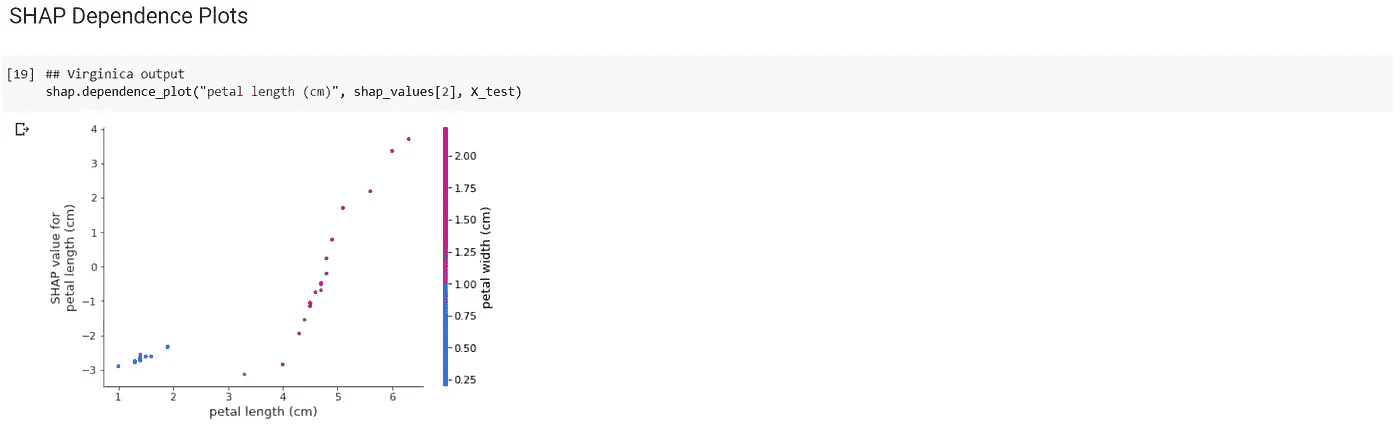 SHAP Dependence Plots
[19] ## Virginica output
shap.dependence_plot("petal length (cm)", shap_values[2], X_test)
4
3
2
1
0
−1
−2
−3
SHAP value for
petal length (cm)
1 2 3 4 5 6
petal length (cm)
2.00
1.75
1.50
1.25
1.00
0.75
0.50
0.25
petal width (cm)